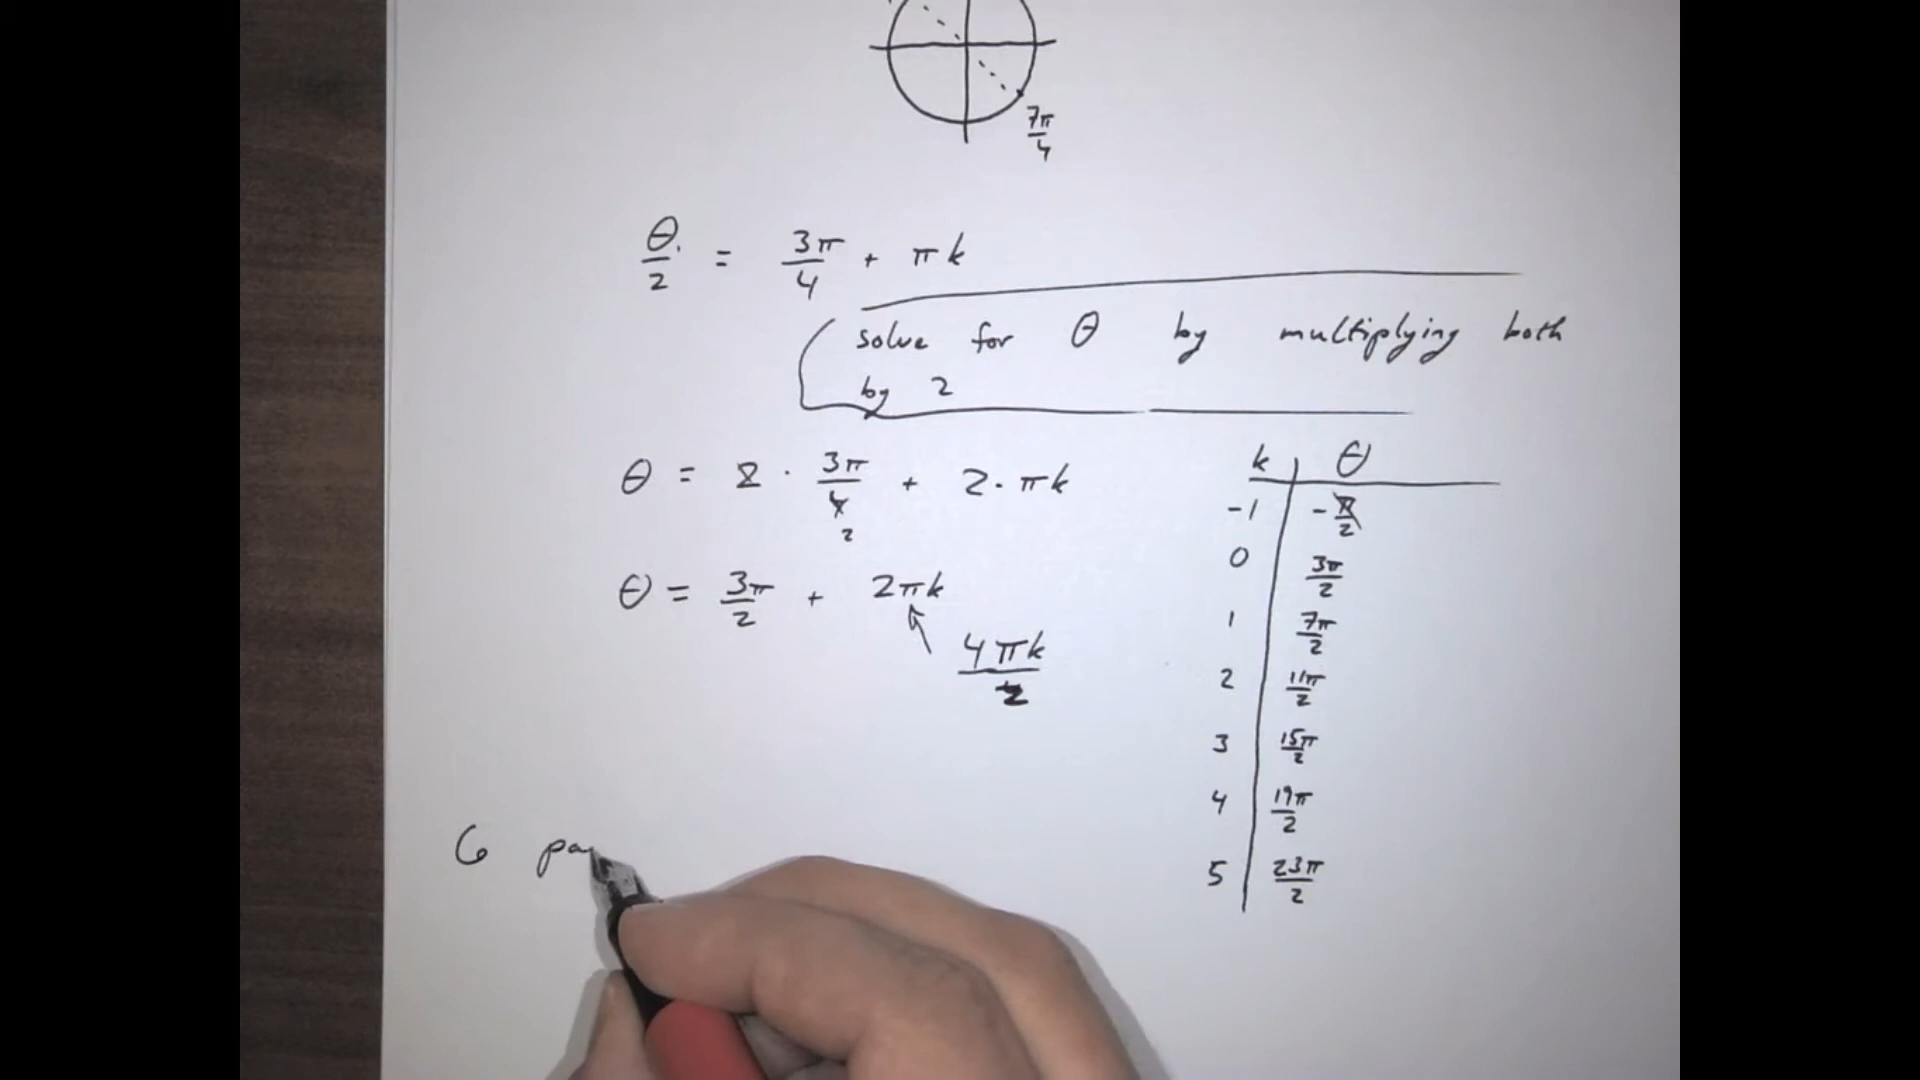 7π/4
θ/2 = 3π/4 + πk
solve for θ by multiplying both
by 2
θ = 2 · 3π/4 + 2 · πk
2
θ = 3π/2 + 2πk
4πk/2
k | θ
-1 | -π/2
0 | 3π/2
1 | 7π/2
2 | 11π/2
3 | 15π/2
4 | 19π/2
5 | 23π/2
6